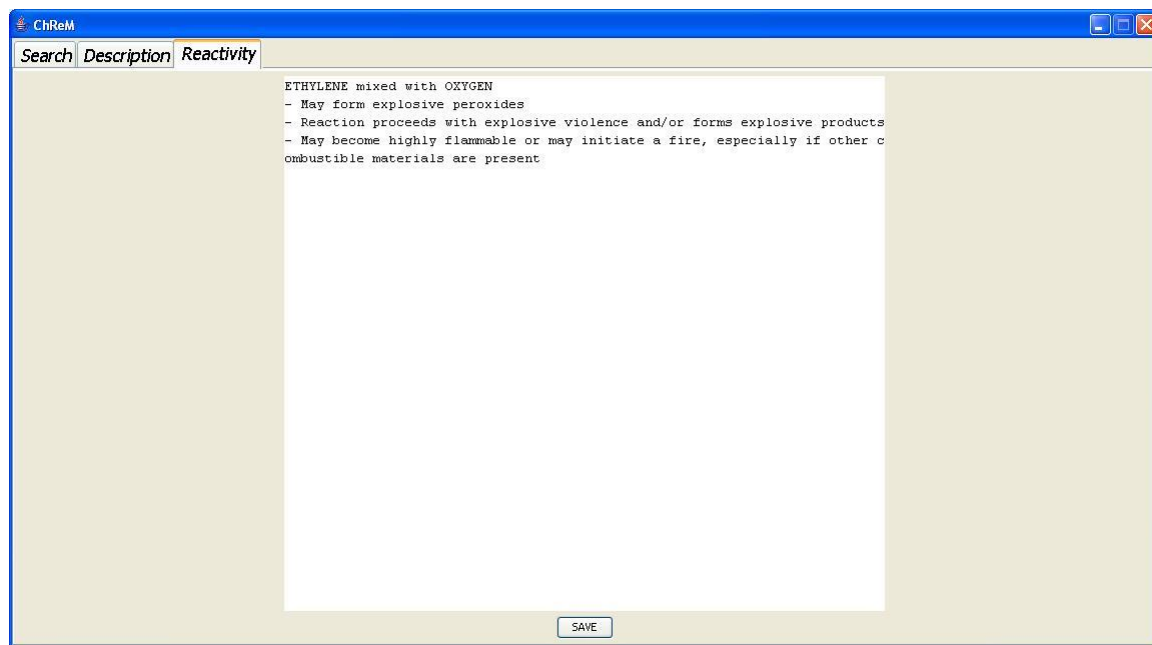 ChReM
Search Description Reactivity
ETHYLENE mixed with OXYGEN
- May form explosive peroxides
- Reaction proceeds with explosive violence and/or forms explosive products
- May become highly flammable or may initiate a fire, especially if other c
ombustible materials are present
SAVE